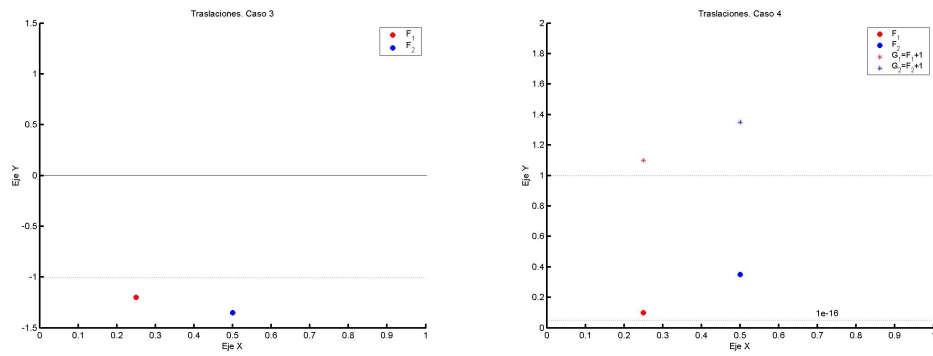 Traslaciones. Caso 3
F1
F2
1.5
1
0.5
0
-0.5
-1
-1.5
Eje Y
0 0.1 0.2 0.3 0.4 0.5 0.6 0.7 0.8 0.9 1
Eje X
Traslaciones. Caso 4
F1
F2
G1=F1+1
G2=F2+1
2
1.8
1.6
1.4
1.2
1
0.8
0.6
0.4
0.2
0
Eje Y
1e-16
0 0.1 0.2 0.3 0.4 0.5 0.6 0.7 0.8 0.9 1
Eje X